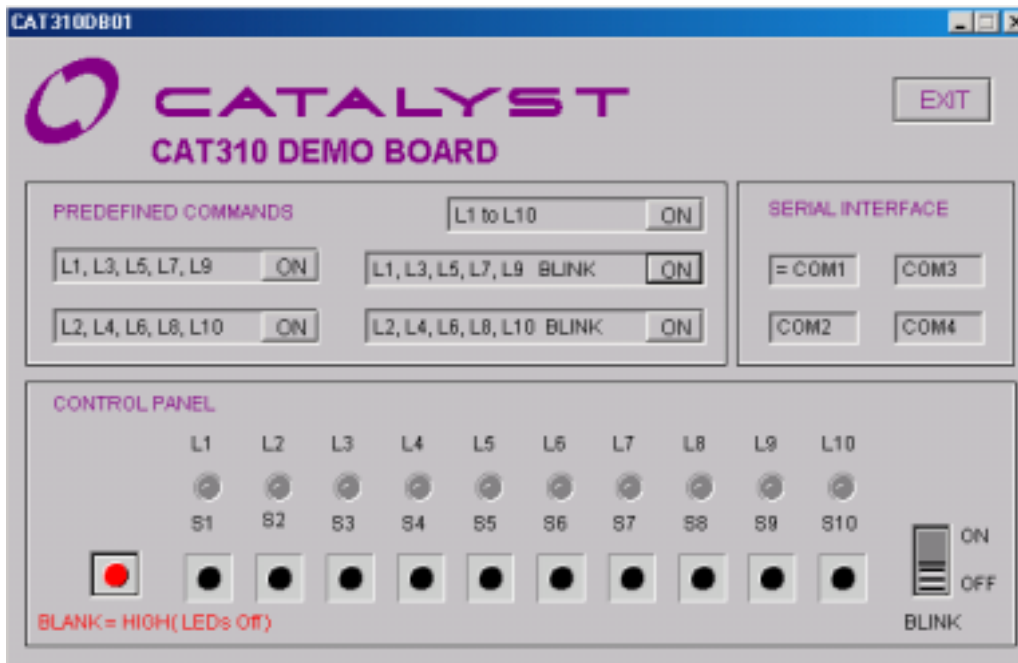 CAT310DB01
CATALYST
EXIT
CAT310 DEMO BOARD
PREDEFINED COMMANDS
L1 to L10 ON
L1, L3, L5, L7, L9 ON
L1, L3, L5, L7, L9 BLINK ON
L2, L4, L6, L8, L10 ON
L2, L4, L6, L8, L10 BLINK ON
SERIAL INTERFACE
= COM1 COM3
COM2 COM4
CONTROL PANEL
L1 L2 L3 L4 L5 L6 L7 L8 L9 L10
S1 S2 S3 S4 S5 S6 S7 S8 S9 S10
ON
OFF
BLANK = HIGH( LEDs Off)
BLINK